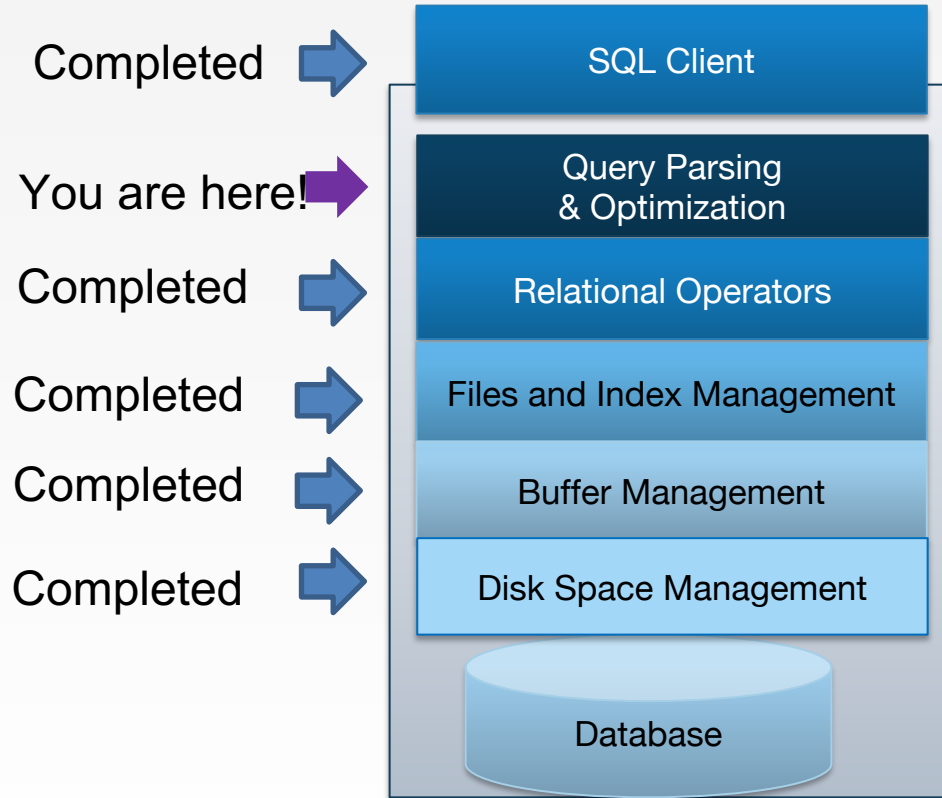 Completed
SQL Client
You are here!
Query Parsing
& Optimization
Completed
Relational Operators
Completed
Files and Index Management
Completed
Buffer Management
Completed
Disk Space Management
Database